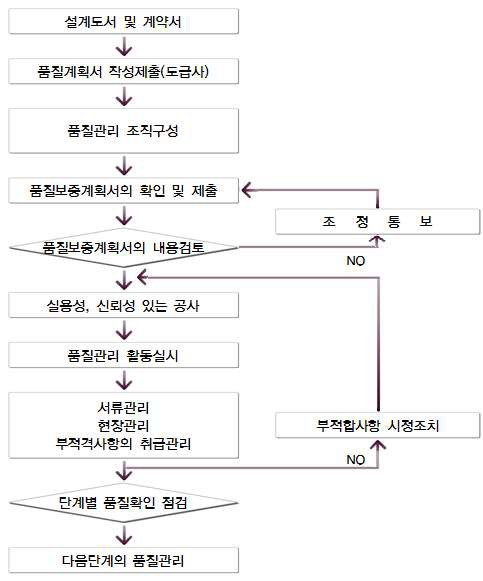 설계도서 및 계약서
품질계획서 작성제출(도급사)
품질관리 조직구성
품질보중계획서의 확인 및 제출
조 정 통 보
품질보중계획서의 내용검토
NO
실용성, 신뢰성 있는 공사
품질관리 활동실시
서류관리
현장관리
부적격사항의 취급관리
부적합사항 시정조치
NO
단계별 품질확인 점검
다음단계의 품질관리